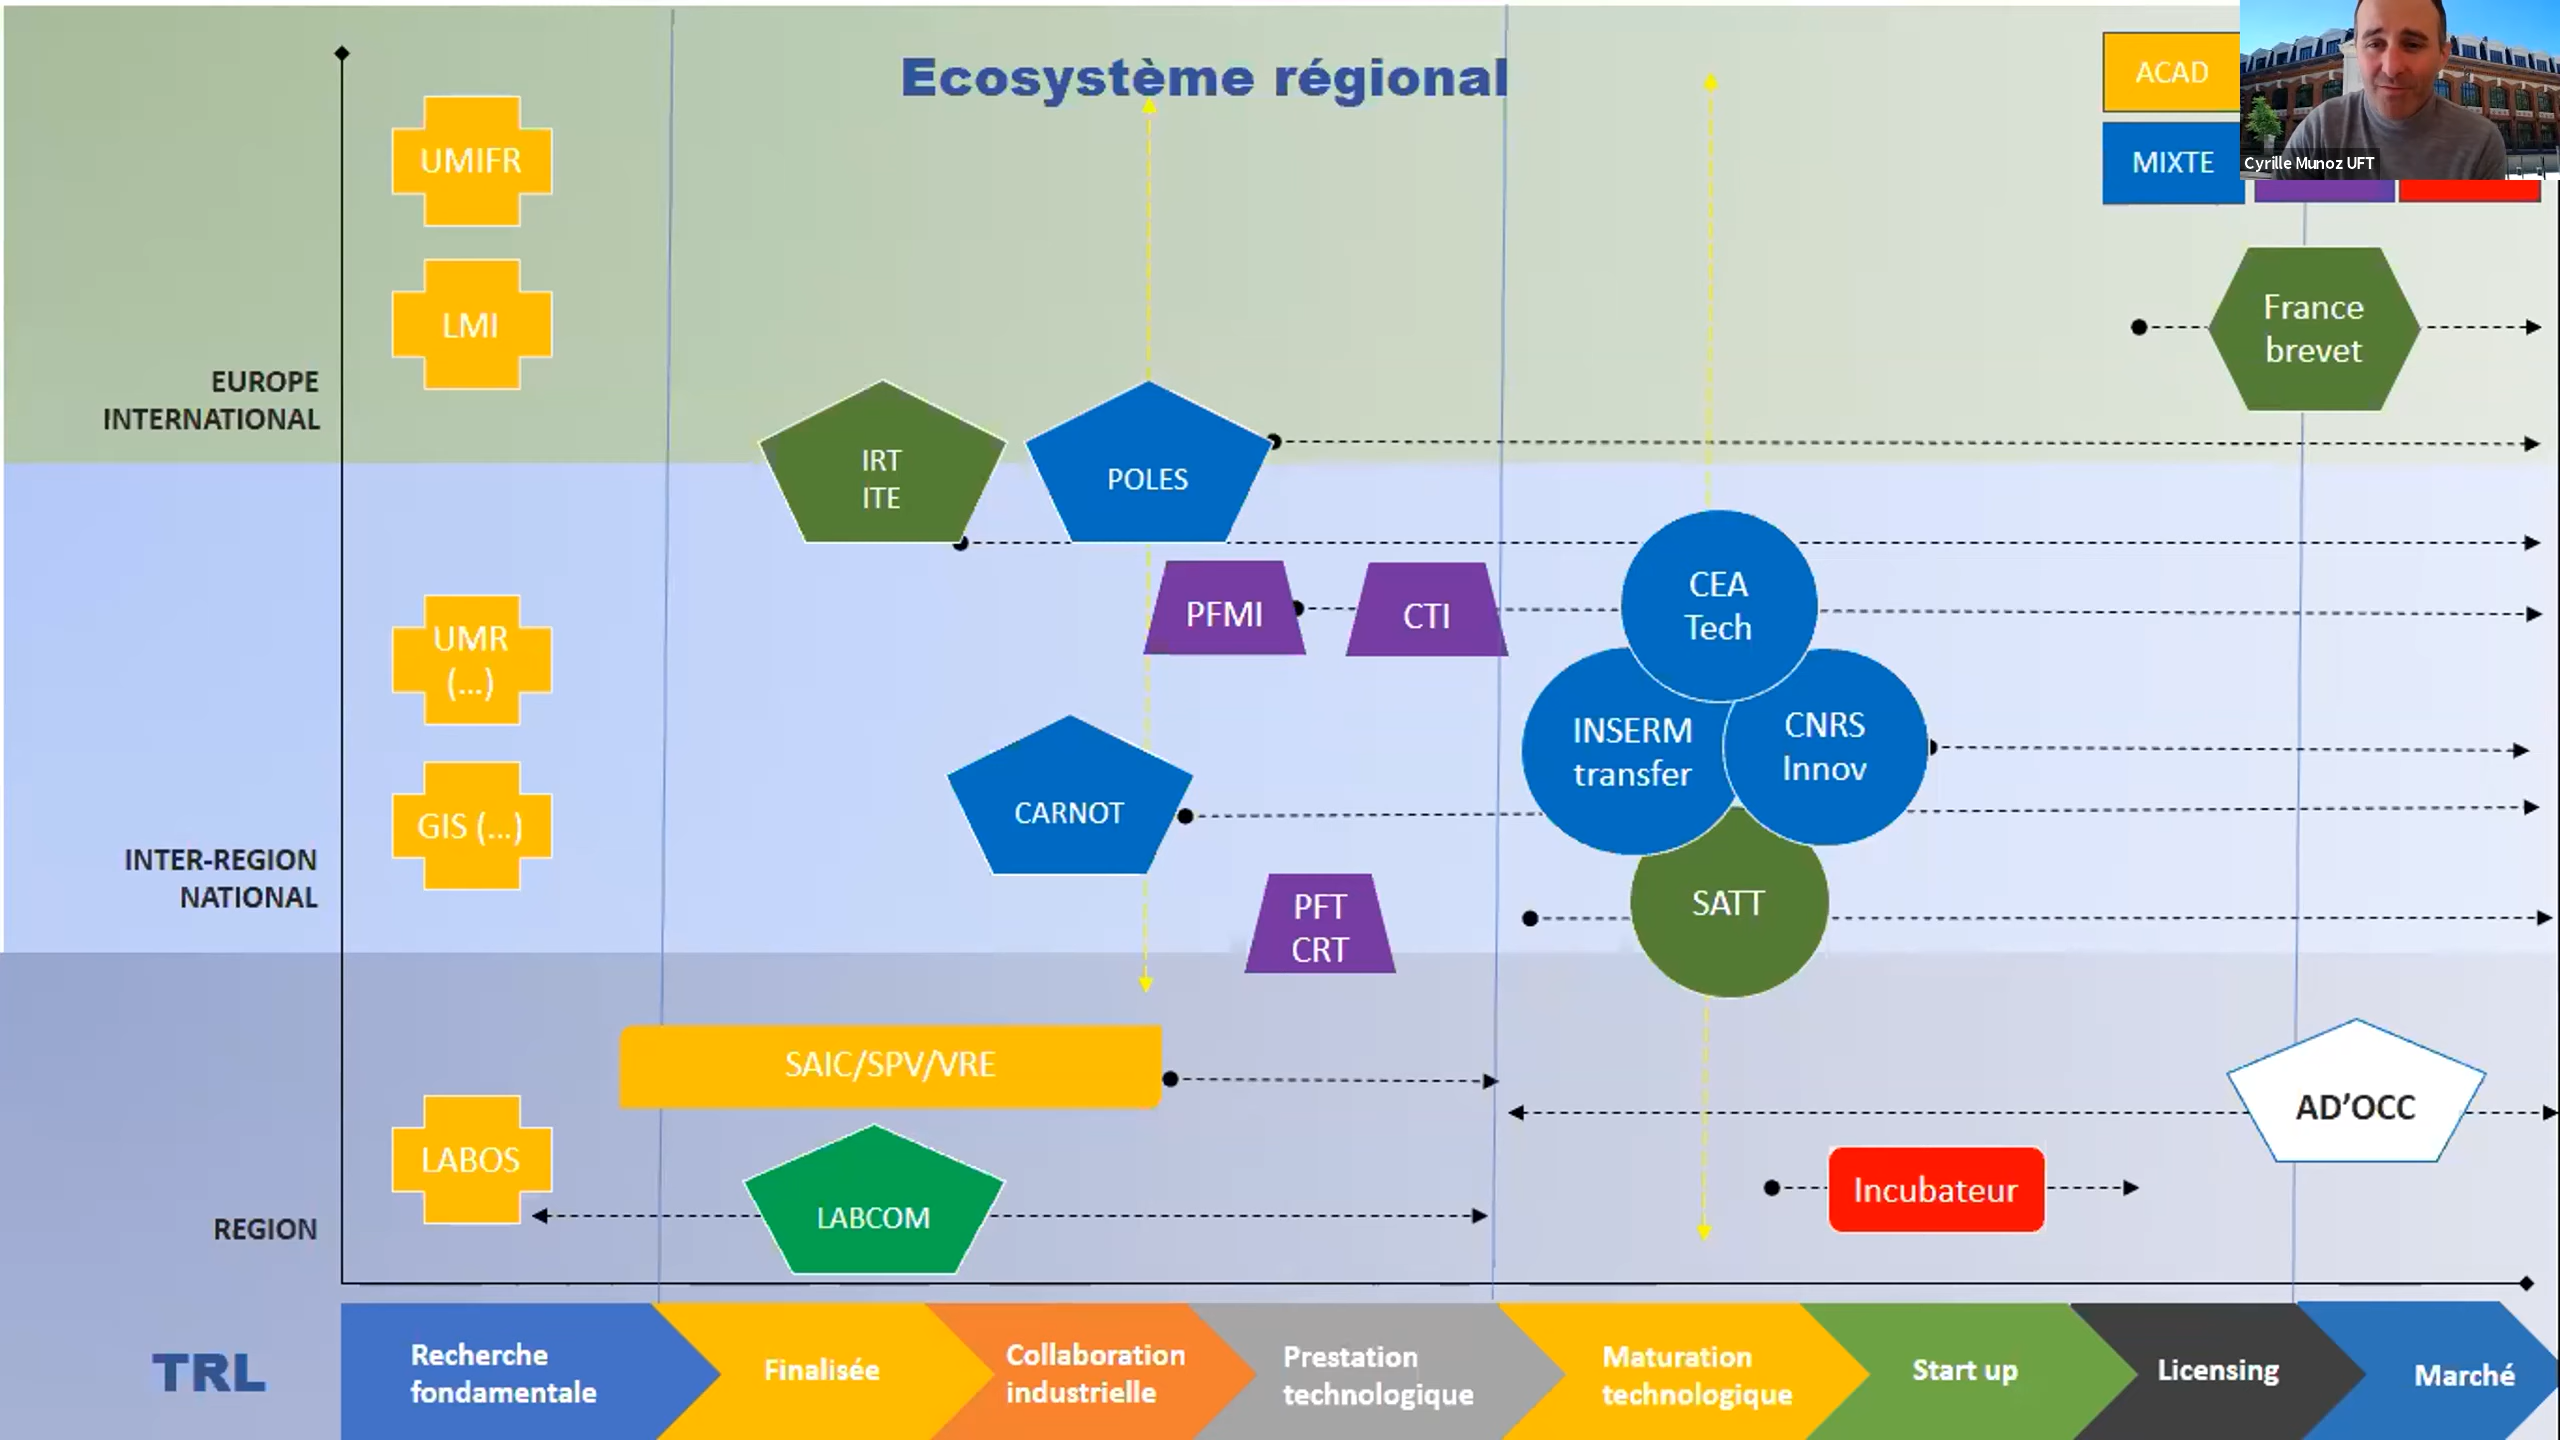 Ecosystème régional
ACAD
MIXTE
Cyrille Munoz UFT
UMIFR
LMI
France
brevet
EUROPE
INTERNATIONAL
IRT
ITE
POLES
PFMI
CTI
CEA
Tech
UMR
(...)
INSERM
transfer
CNRS
Innov
GIS (...)
CARNOT
INTER-REGION
NATIONAL
PFT
CRT
SATT
SAIC/SPV/VRE
AD'OCC
LABOS
LABCOM
Incubateur
REGION
TRL
Recherche
fondamentale
Finalisée
Collaboration
industrielle
Prestation
technologique
Maturation
technologique
Start up
Licensing
Marché